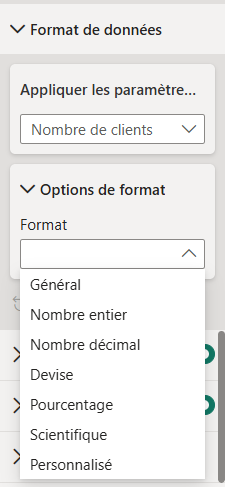 Format de données
Appliquer les paramètre...
Nombre de clients
Options de format
Format
Général
Nombre entier
Nombre décimal
Devise
Pourcentage
Scientifique
Personnalisé